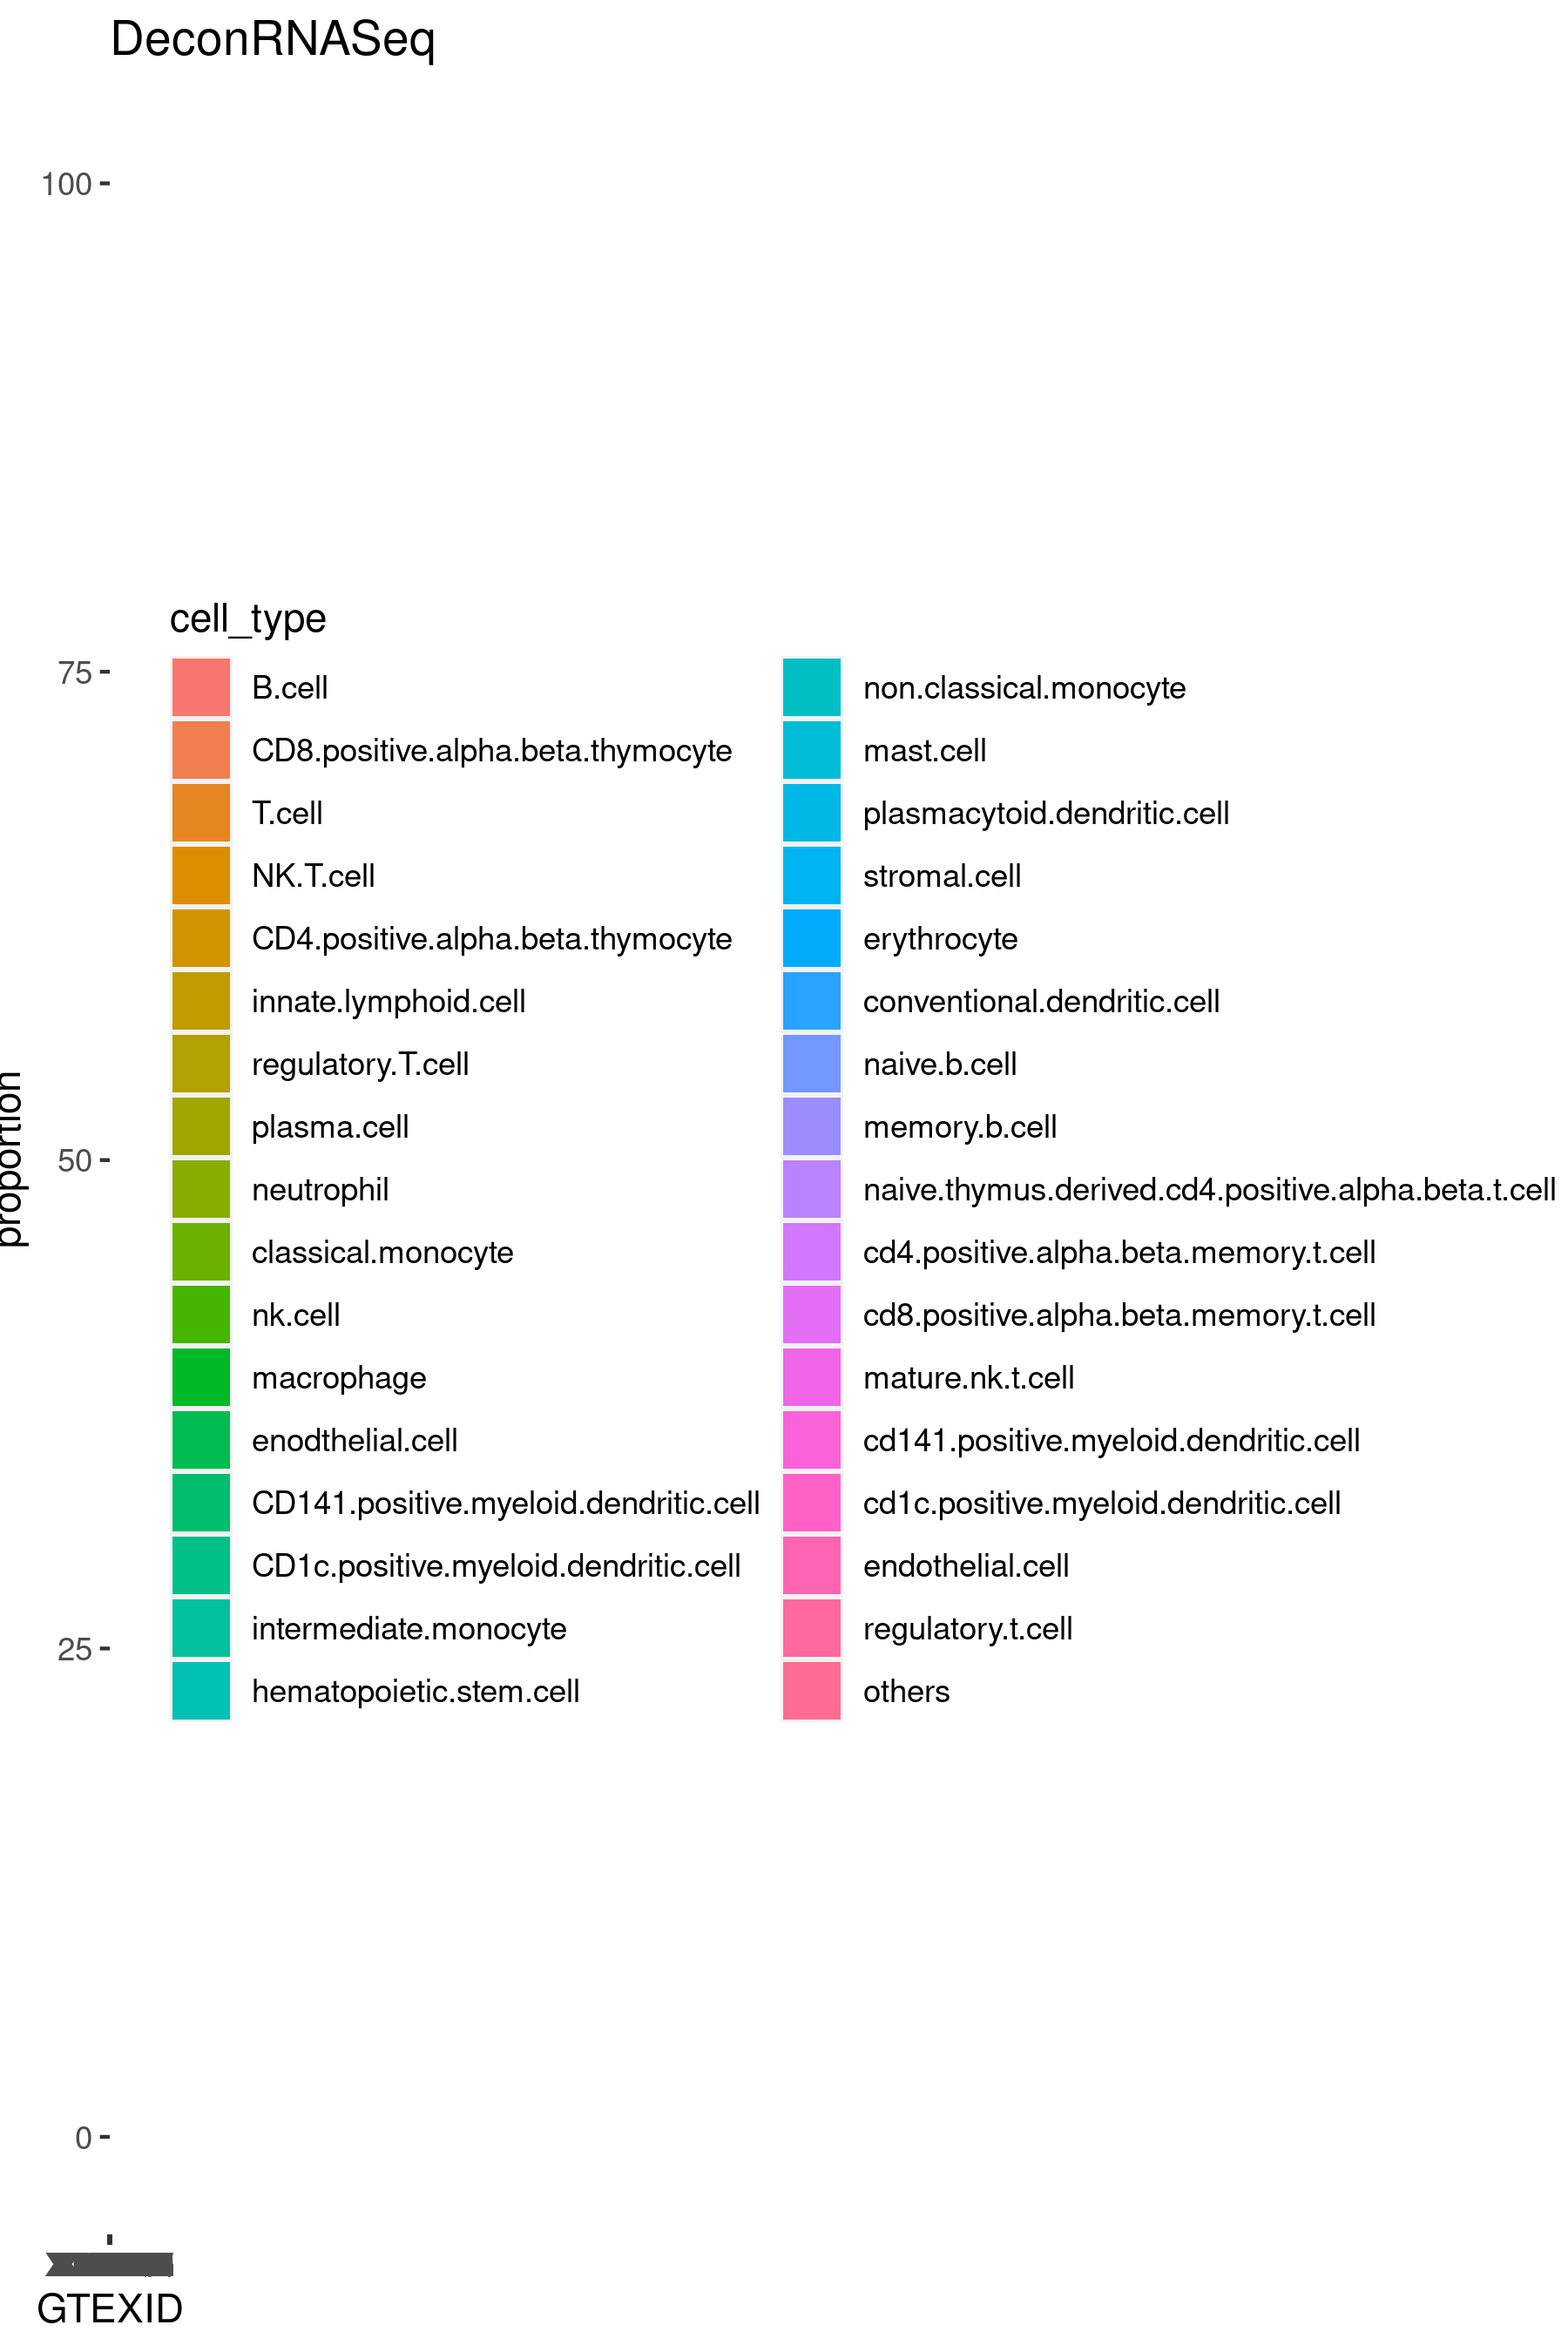 DeconRNASeq
100
75
50
25
0
proportion
cell_type
B.cell
CD8.positive.alpha.beta.thymocyte
T.cell
NK.T.cell
CD4.positive.alpha.beta.thymocyte
innate.lymphoid.cell
regulatory.T.cell
plasma.cell
neutrophil
classical.monocyte
nk.cell
macrophage
enodthelial.cell
CD141.positive.myeloid.dendritic.cell
CD1c.positive.myeloid.dendritic.cell
intermediate.monocyte
hematopoietic.stem.cell
non.classical.monocyte
mast.cell
plasmacytoid.dendritic.cell
stromal.cell
erythrocyte
conventional.dendritic.cell
naive.b.cell
memory.b.cell
naive.thymus.derived.cd4.positive.alpha.beta.t.cell
cd4.positive.alpha.beta.memory.t.cell
cd8.positive.alpha.beta.memory.t.cell
mature.nk.t.cell
cd141.positive.myeloid.dendritic.cell
cd1c.positive.myeloid.dendritic.cell
endothelial.cell
regulatory.t.cell
others
GTEXID